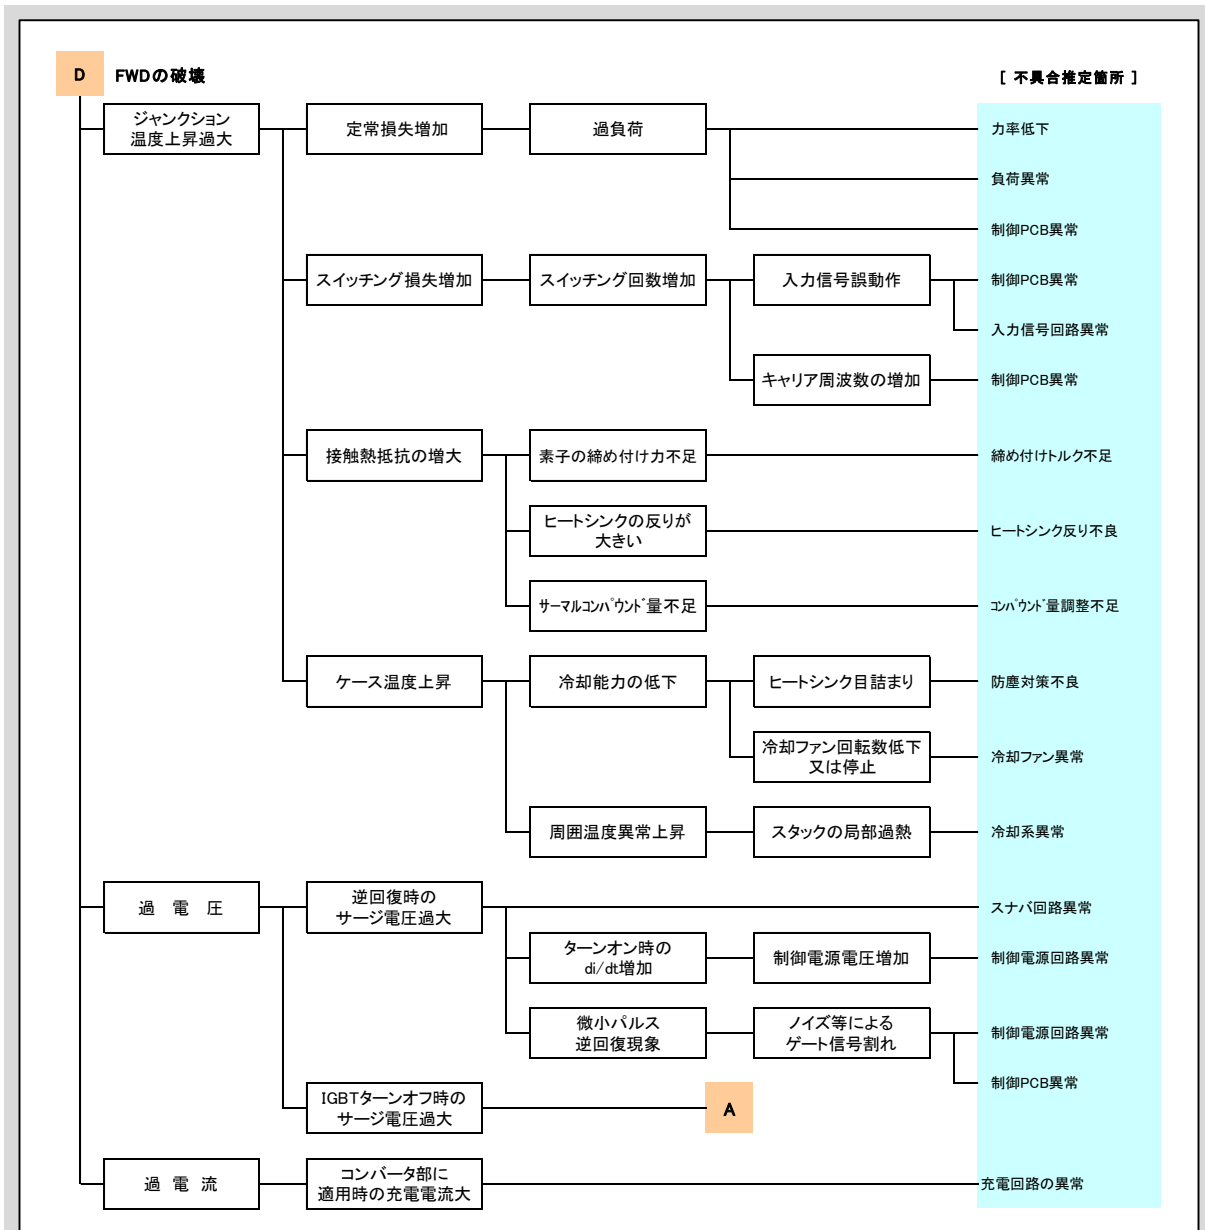 D FWDの破壊 [ 不具合推定箇所 ]
ジャンクション
温度上昇過大
定常損失増加
過負荷
力率低下
負荷異常
制御PCB異常
スイッチング損失増加
スイッチング回数増加
入力信号誤動作
制御PCB異常
入力信号回路異常
キャリア周波数の増加
制御PCB異常
接触熱抵抗の増大
素子の締め付け力不足
締め付けトルク不足
ヒートシンクの反りが
大きい
ヒートシンク反り不良
ｻｰﾏﾙｺﾝﾊﾟｳﾝﾄﾞ量不足
ｺﾝﾊﾟｳﾝﾄﾞ量調整不足
ケース温度上昇
冷却能力の低下
ヒートシンク目詰まり
防塵対策不良
冷却ファン回転数低下
又は停止
冷却ファン異常
周囲温度異常上昇
スタックの局部過熱
冷却系異常
過 電 圧
逆回復時の
サージ電圧過大
スナバ回路異常
ターンオン時の
di/dt増加
制御電源電圧増加
制御電源回路異常
微小パルス
逆回復現象
ノイズ等による
ゲート信号割れ
制御電源回路異常
制御PCB異常
IGBTターンオフ時の
サージ電圧過大
A
過 電 流
コンバータ部に
適用時の充電電流大
充電回路の異常